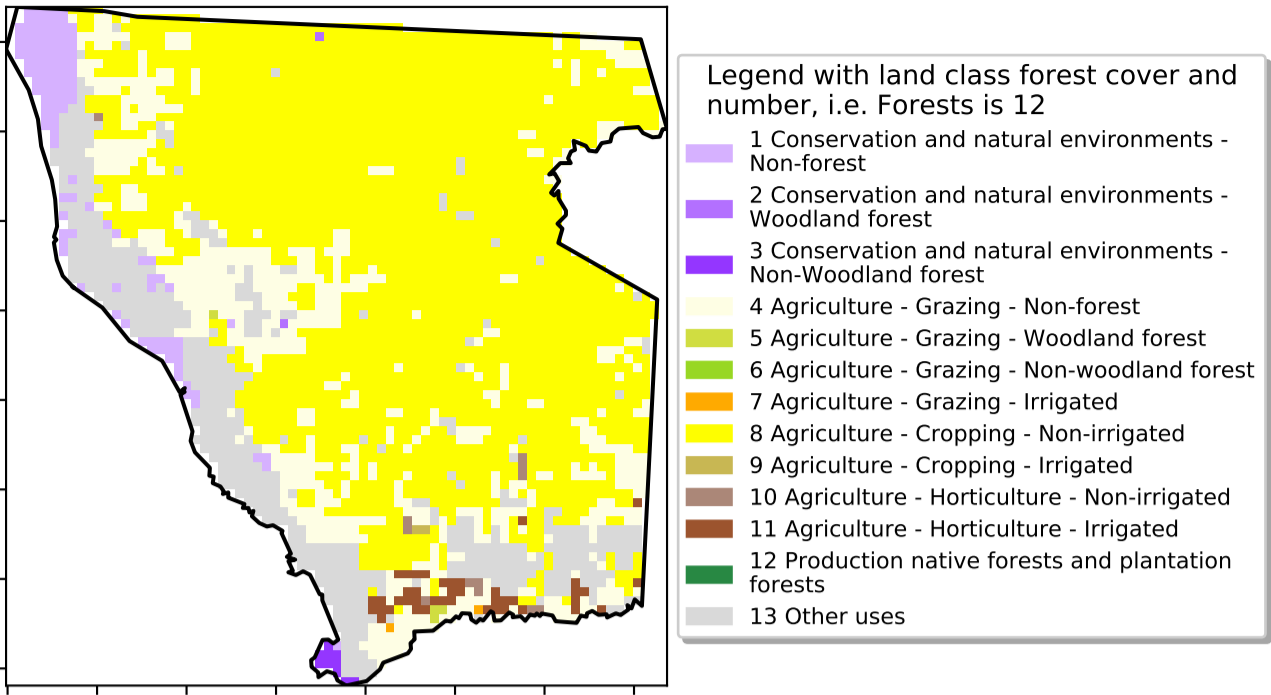 Legend with land class forest cover and
number, i.e. Forests is 12
1 Conservation and natural environments -
Non-forest
2 Conservation and natural environments -
Woodland forest
3 Conservation and natural environments -
Non-Woodland forest
4 Agriculture - Grazing - Non-forest
5 Agriculture - Grazing - Woodland forest
6 Agriculture - Grazing - Non-woodland forest
7 Agriculture - Grazing - Irrigated
8 Agriculture - Cropping - Non-irrigated
9 Agriculture - Cropping - Irrigated
10 Agriculture - Horticulture - Non-irrigated
11 Agriculture - Horticulture - Irrigated
12 Production native forests and plantation
forests
13 Other uses